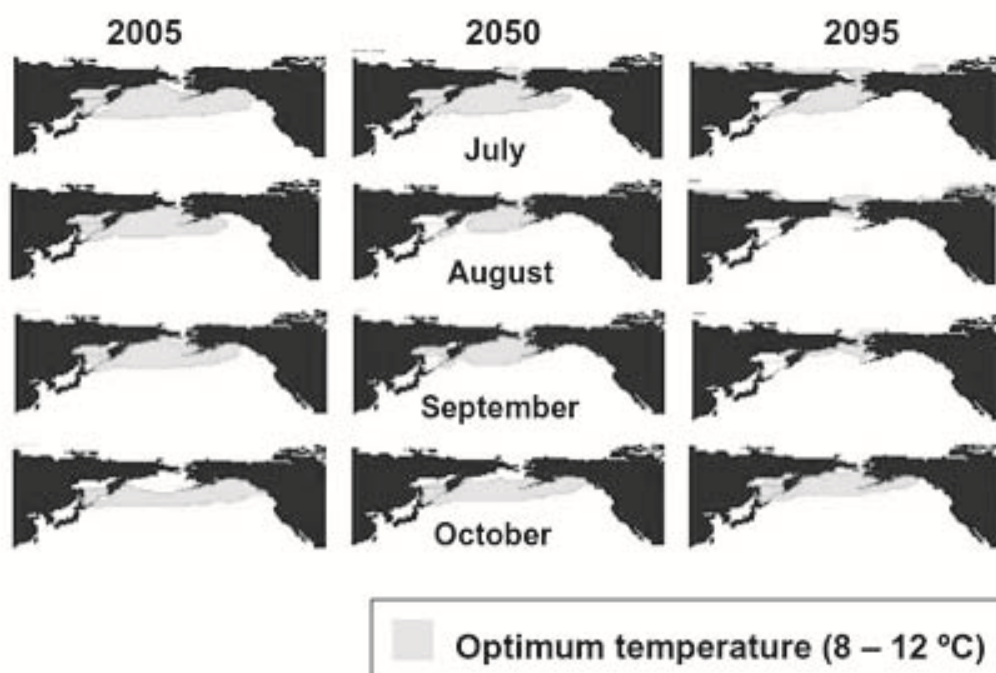 2005 2050 2095
July
August
September
October
Optimum temperature (8 – 12 ºC)